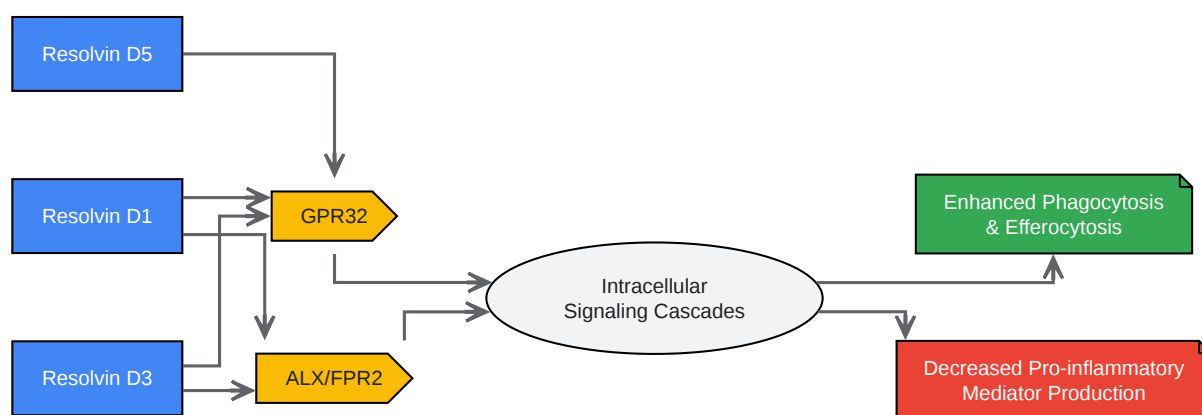 Resolvin D5
Resolvin D1
GPR32
Enhanced Phagocytosis
& Efferocytosis
Intracellular
Signaling Cascades
Resolvin D3
ALX/FPR2
Decreased Pro-inflammatory
Mediator Production